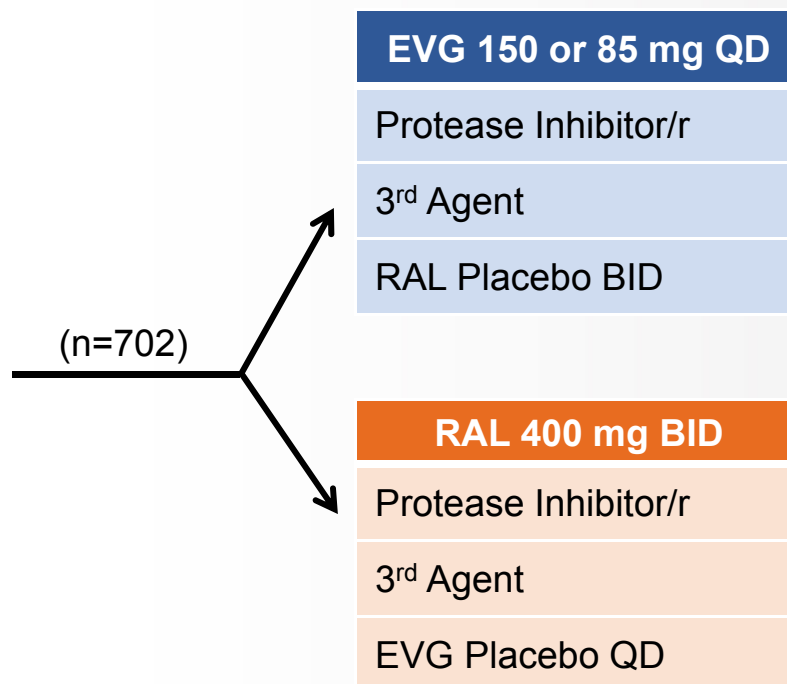 EVG 150 or 85 mg QD
Protease Inhibitor/r
3rd Agent
RAL Placebo BID
(n=702)
RAL 400 mg BID
Protease Inhibitor/r
3rd Agent
EVG Placebo QD